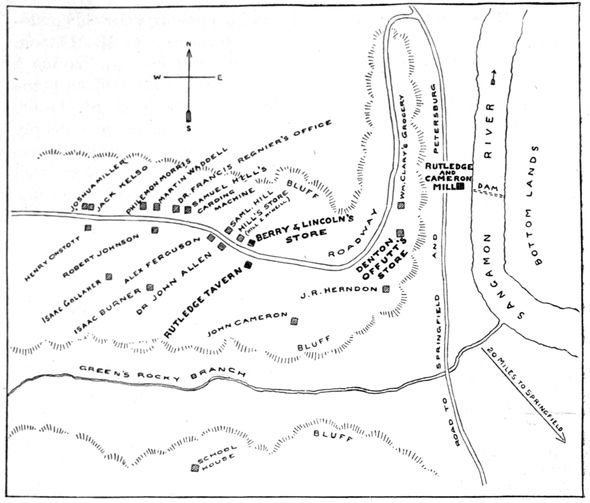 N
W E
S
JOSHUA MILLER
JACK KELSO
PHILEMON MORRIS
MARTIN WADDELL
DR. FRANCIS REGNIER'S OFFICE
SAMUEL HILL'S
CARDING
MACHINE
BLUFF
SAML HILL
HILL'S STORE
BERRY & LINCOLN'S
STORE
ROADWAY
WM. CLARY'S GROCERY
DENTON
OFFUTT'S
STORE
PETERSBURG
RUTLEDGE
AND
CAMERON
MILL
DAM
RIVER
SANGAMON
BOTTOM LANDS
HENRY ONSTOTT
ROBERT JOHNSON
ALEX FERGUSON
ISAAC GOLLAHER
ISAAC BURNER
DR JOHN ALLEN
RUTLEDGE TAVERN
J. R. HERNDON
JOHN CAMERON
BLUFF
GREEN'S ROCKY BRANCH
ROAD TO SPRINGFIELD AND
20 MILES TO SPRINGFIELD
BLUFF
SCHOOL
HOUSE